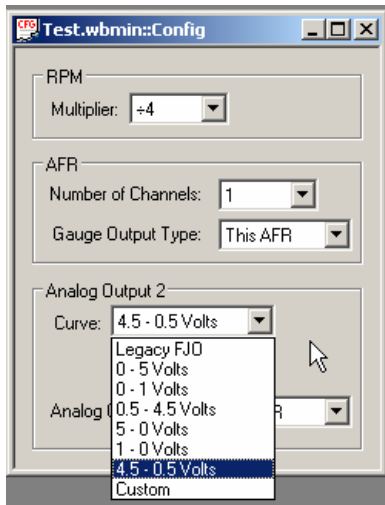 CFG Test.wbmin::Config
RPM
Multiplier: ÷4
AFR
Number of Channels: 1
Gauge Output Type: This AFR
Analog Output 2
Curve: 4.5 - 0.5 Volts
Legacy FJO
0 - 5 Volts
0 - 1 Volts
0.5 - 4.5 Volts
5 - 0 Volts
1 - 0 Volts
4.5 - 0.5 Volts
Custom
Analog